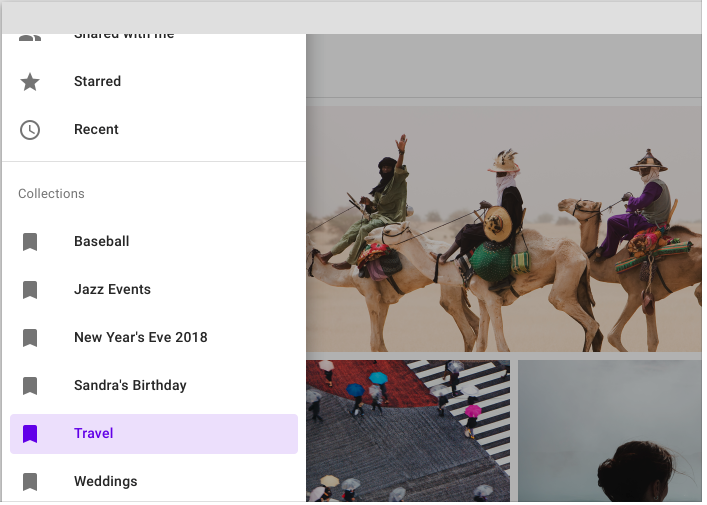 Shared with me
Starred
Recent
Collections
Baseball
Jazz Events
New Year's Eve 2018
Sandra's Birthday
Travel
Weddings